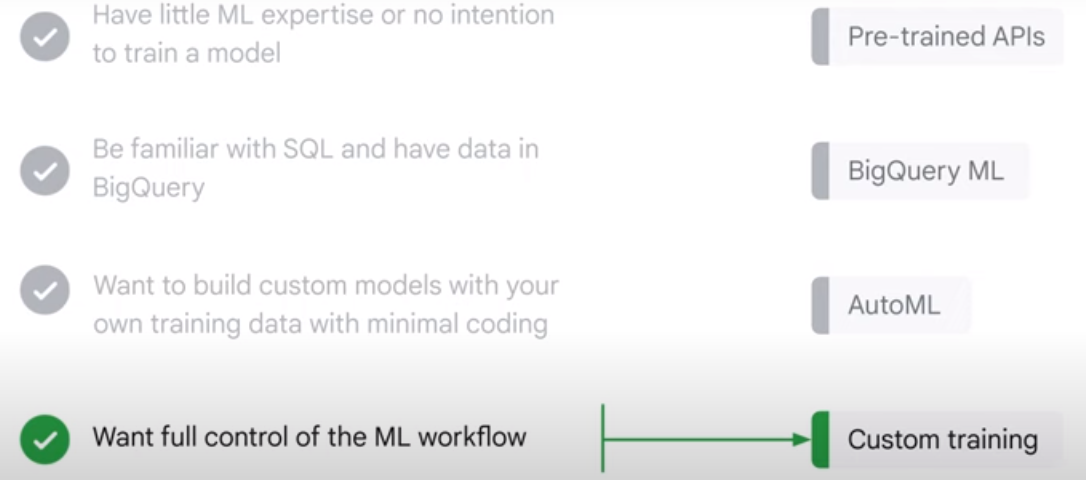 Have little ML expertise or no intention
to train a model
Pre-trained APIs
Be familiar with SQL and have data in
BigQuery
BigQuery ML
Want to build custom models with your
own training data with minimal coding
AutoML
Want full control of the ML workflow
Custom training